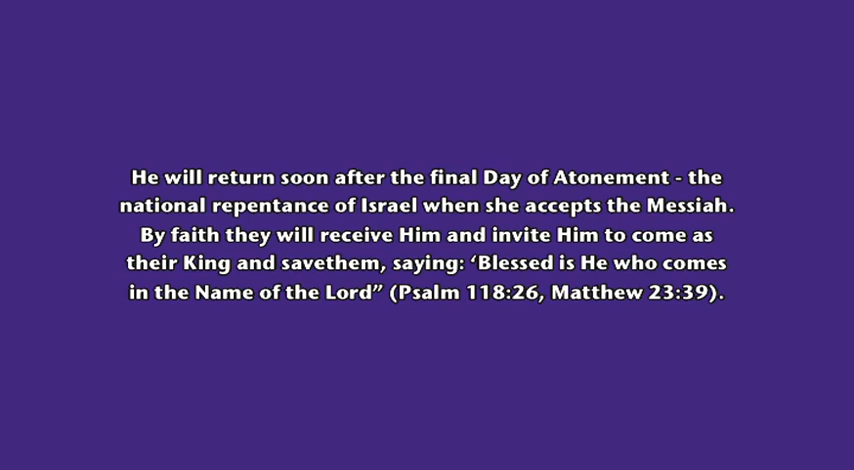 He will return soon after the final Day of Atonement - the
national repentance of Israel when she accepts the Messiah.
By faith they will receive Him and invite Him to come as
their King and savethem, saying: ‘Blessed is He who comes
in the Name of the Lord” (Psalm 118:26, Matthew 23:39).